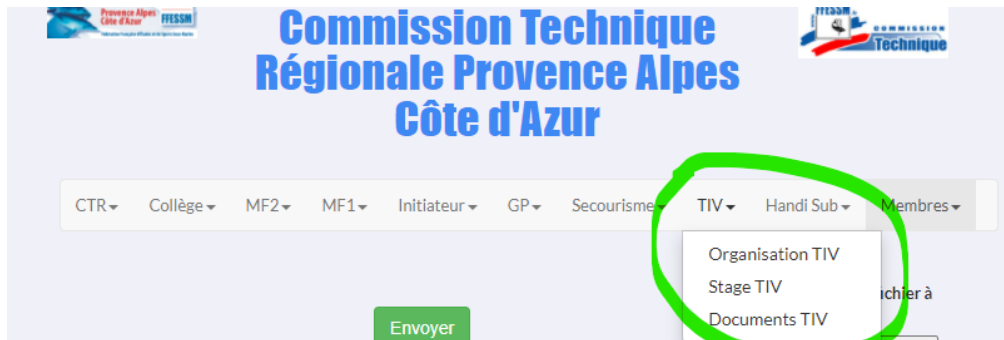 Provence Alpes
Côte d'Azur
FFESSM
Commission Technique
Régionale Provence Alpes
Côte d'Azur
FFESSM
COMMISSION
Technique
CTR
Collège
MF2
MF1
Initiateur
GP
Secourisme
TIV
Handi Sub
Membres
Organisation TIV
Stage TIV
ichier à
Documents TIV
Envoyer